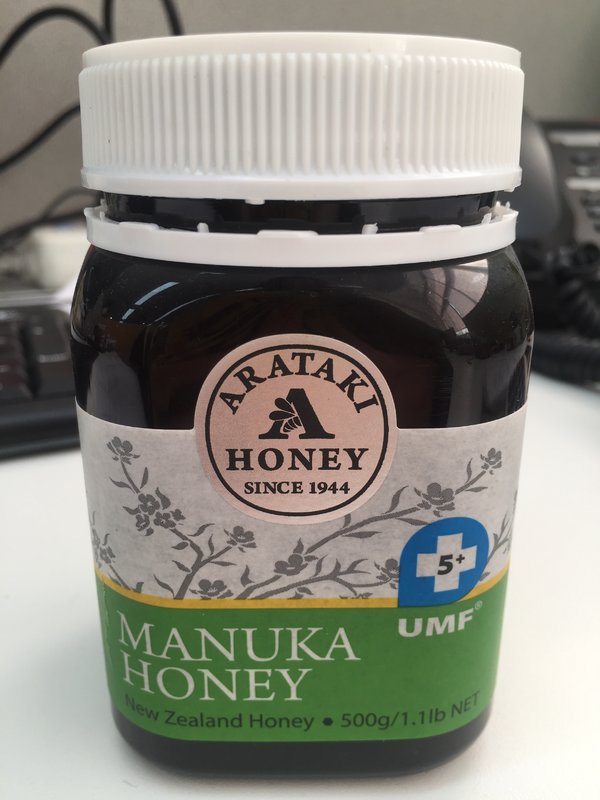 ARATAKI
A
HONEY
SINCE 1944
5+
UMF®
MANUKA
HONEY
New Zealand Honey • 500g/1.1lb NET